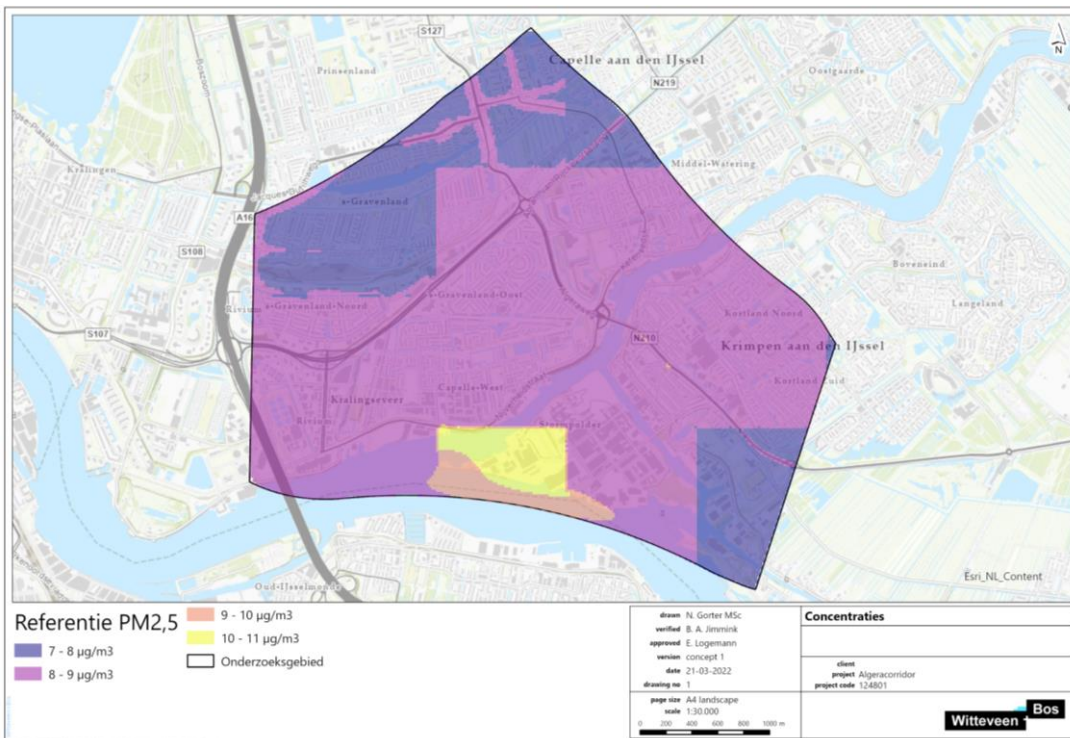 S127
Capelle aan den IJssel
N
Prinsenland
N219
Oostgaarde
Boszoom
Kralingen
Middel-Watering
s-Gravenland
A16
S108
Boveneind
s-Gravenland-Oost
Rivium
s-Gravenland-Noord
Langeland
Kortland Noord
S107
N210
Krimpen aan den IJssel
Capelle-West
Kortland Zuid
Kralingseveer
Rivium
Stormpolder
Oud-IJsselmonde
Esri_NL_Content
Referentie PM2,5
7 - 8 µg/m3
8 - 9 µg/m3
9 - 10 µg/m3
10 - 11 µg/m3
Onderzoeksgebied
drawn N. Gorter MSc
verified B. A. Jimmink
approved E. Logemann
version concept 1
date 21-03-2022
drawing no 1
page size A4 landscape
scale 1:30.000
0 200 400 600 800 1000 m
Concentraties
client
project Algeracorridor
project code 124801
Witteveen + Bos